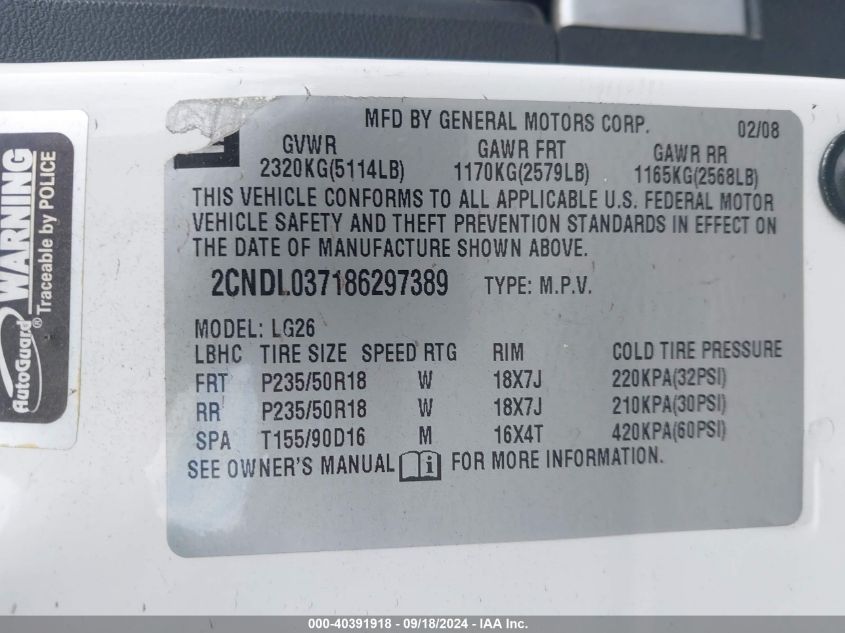 MFD BY GENERAL MOTORS CORP. 02/08
GVWR GAWR FRT GAWR RR
2320KG(5114LB) 1170KG(2579LB) 1165KG(2568LB)
THIS VEHICLE CONFORMS TO ALL APPLICABLE U.S. FEDERAL MOTOR
VEHICLE SAFETY AND THEFT PREVENTION STANDARDS IN EFFECT ON
THE DATE OF MANUFACTURE SHOWN ABOVE.
2CNDL037186297389 TYPE: M.P.V.
MODEL: LG26
LBHC TIRE SIZE SPEED RTG RIM COLD TIRE PRESSURE
FRT P235/50R18 W 18X7J 220KPA(32PSI)
RR P235/50R18 W 18X7J 210KPA(30PSI)
SPA T155/90D16 M 16X4T 420KPA(60PSI)
SEE OWNER'S MANUAL i FOR MORE INFORMATION.
WARNING
Traceable by POLICE
AutoGuard®
000-40391918 - 09/18/2024 - © IAA, Inc.